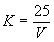 K = 25/V